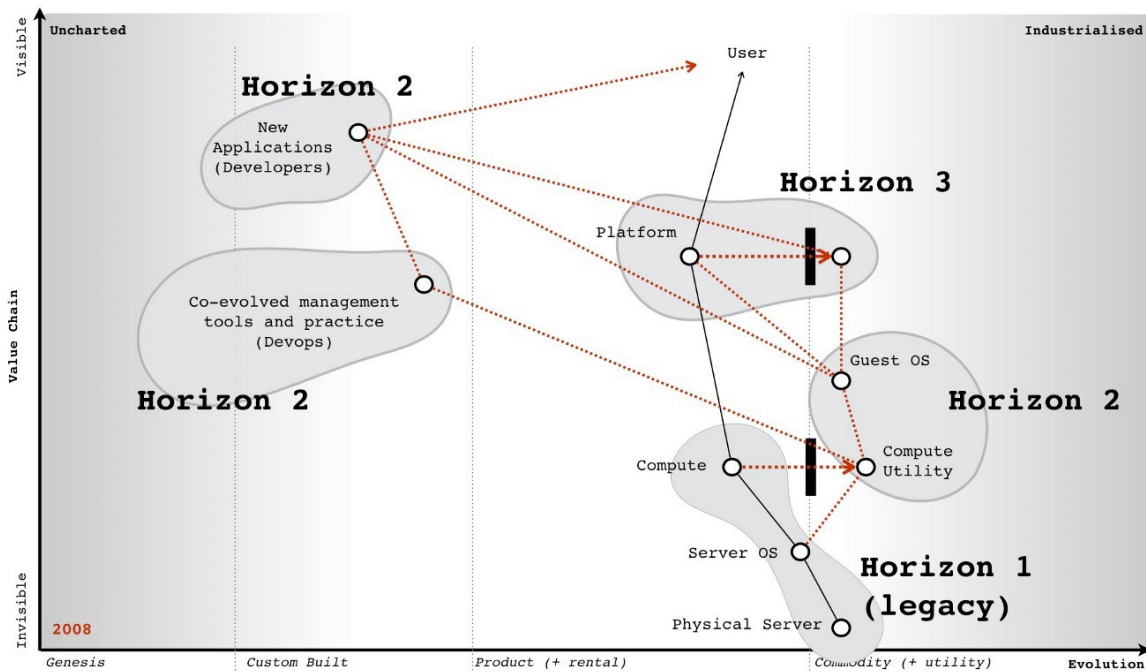 Uncharted
Industrialised
Visible
User
Horizon 2
New
Applications
(Developers)
Horizon 3
Platform
Co-evolved management
tools and practice
(Devops)
Value Chain
Guest OS
Horizon 2
Horizon 2
Compute
Compute
Utility
Server OS
Horizon 1
(legacy)
Physical Server
Invisible
2008
Genesis
Custom Built
Product (+ rental)
Commodity (+ utility)
Evolution